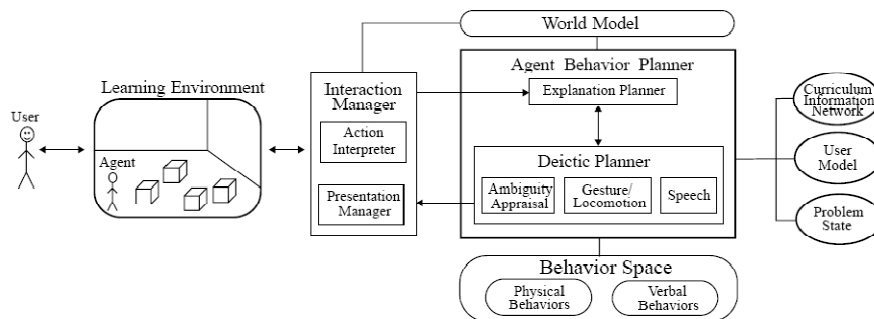 World Model
Agent Behavior Planner
Learning Environment
Interaction
Manager
Explanation Planner
Curriculum
Information
Network
User
Action
Interpreter
Agent
Deictic Planner
User
Model
Ambiguity
Appraisal
Gesture/
Locomotion
Speech
Presentation
Manager
Problem
State
Behavior Space
Physical
Behaviors
Verbal
Behaviors